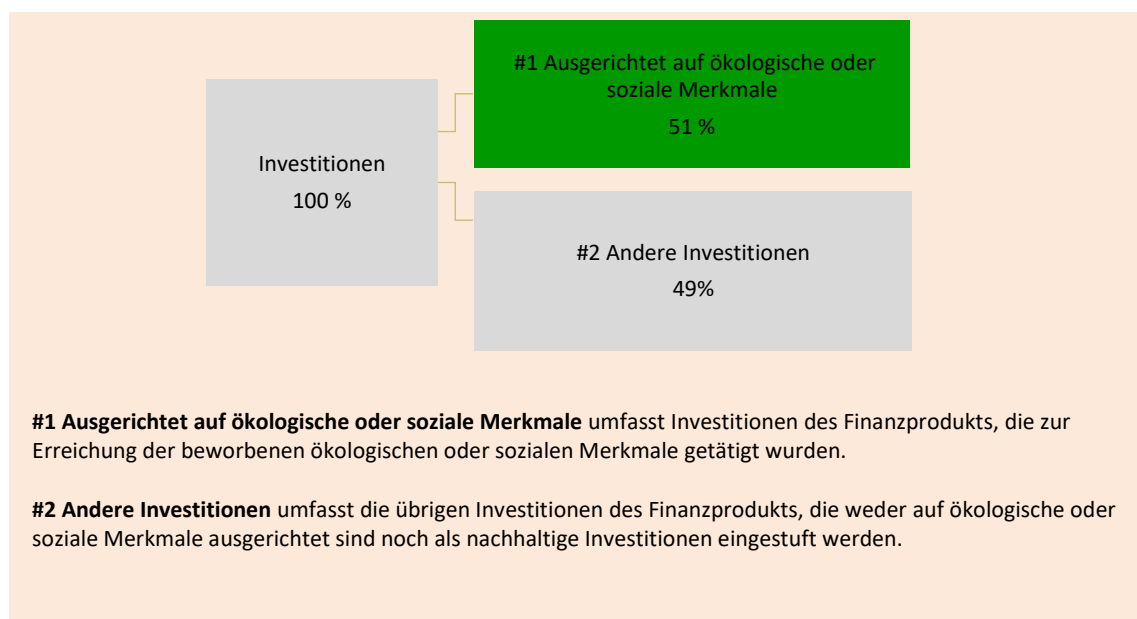 #1 Ausgerichtet auf ökologische oder
soziale Merkmale
51 %
Investitionen
100 %
#2 Andere Investitionen
49%
#1 Ausgerichtet auf ökologische oder soziale Merkmale umfasst Investitionen des Finanzprodukts, die zur
Erreichung der beworbenen ökologischen oder sozialen Merkmale getätigt wurden.
#2 Andere Investitionen umfasst die übrigen Investitionen des Finanzprodukts, die weder auf ökologische oder
soziale Merkmale ausgerichtet sind noch als nachhaltige Investitionen eingestuft werden.